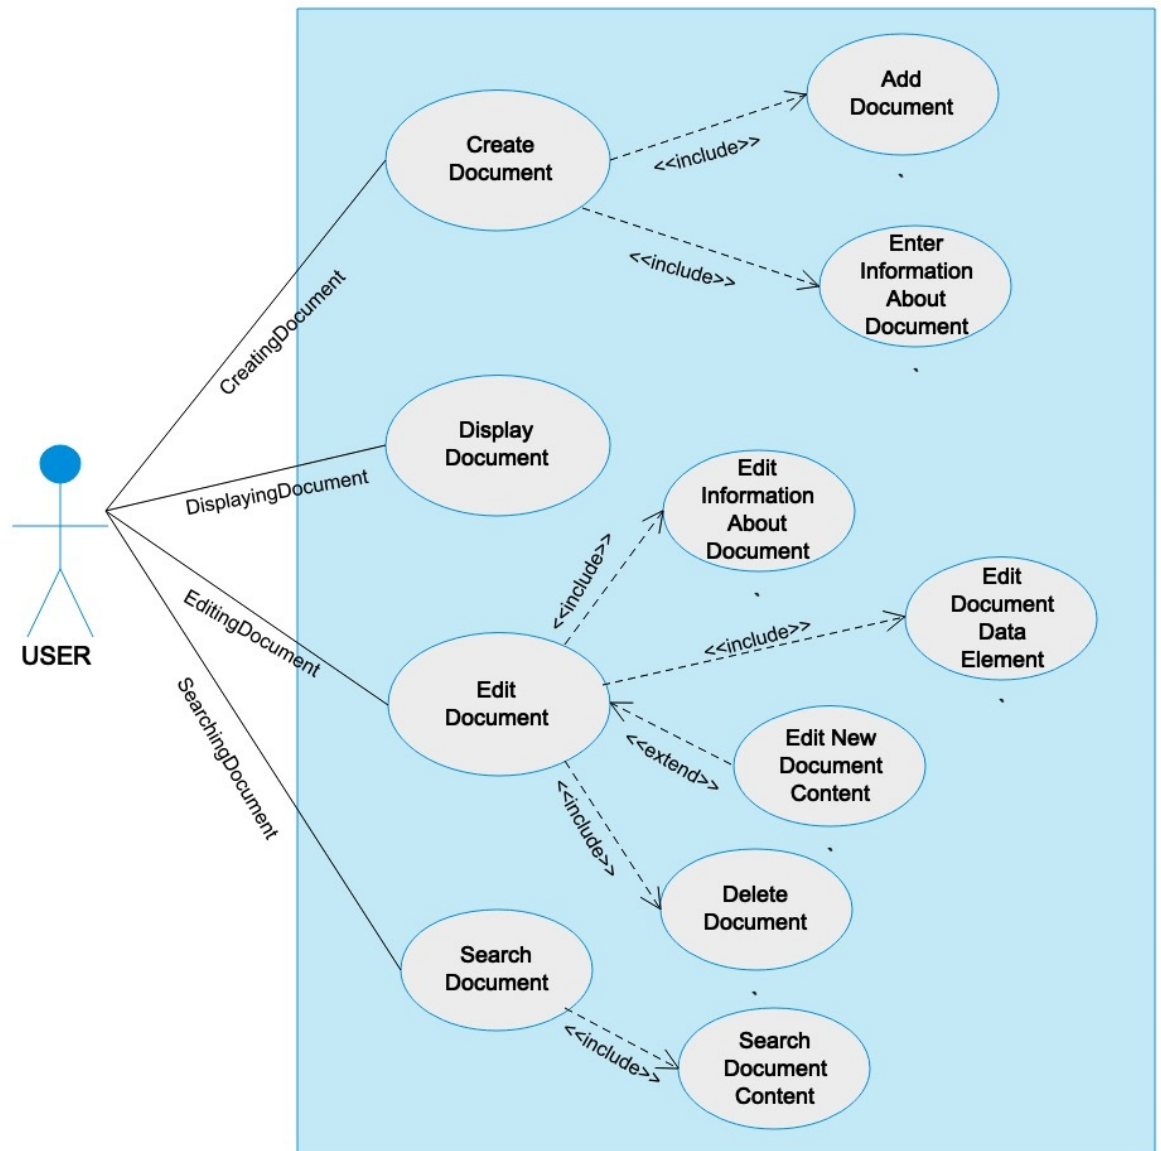 Add
Document
Create
Document
<<include>>
Enter
Information
About
Document
<<include>>
CreatingDocument
Display
Document
DisplayingDocument
Edit
Information
About
Document
<<include>>
Edit
Document
Data
Element
<<include>>
EditingDocument
USER
Edit
Document
Edit New
Document
Content
<<extend>>
SearchingDocument
<<include>>
Delete
Document
Search
Document
<<include>>
Search
Document
Content